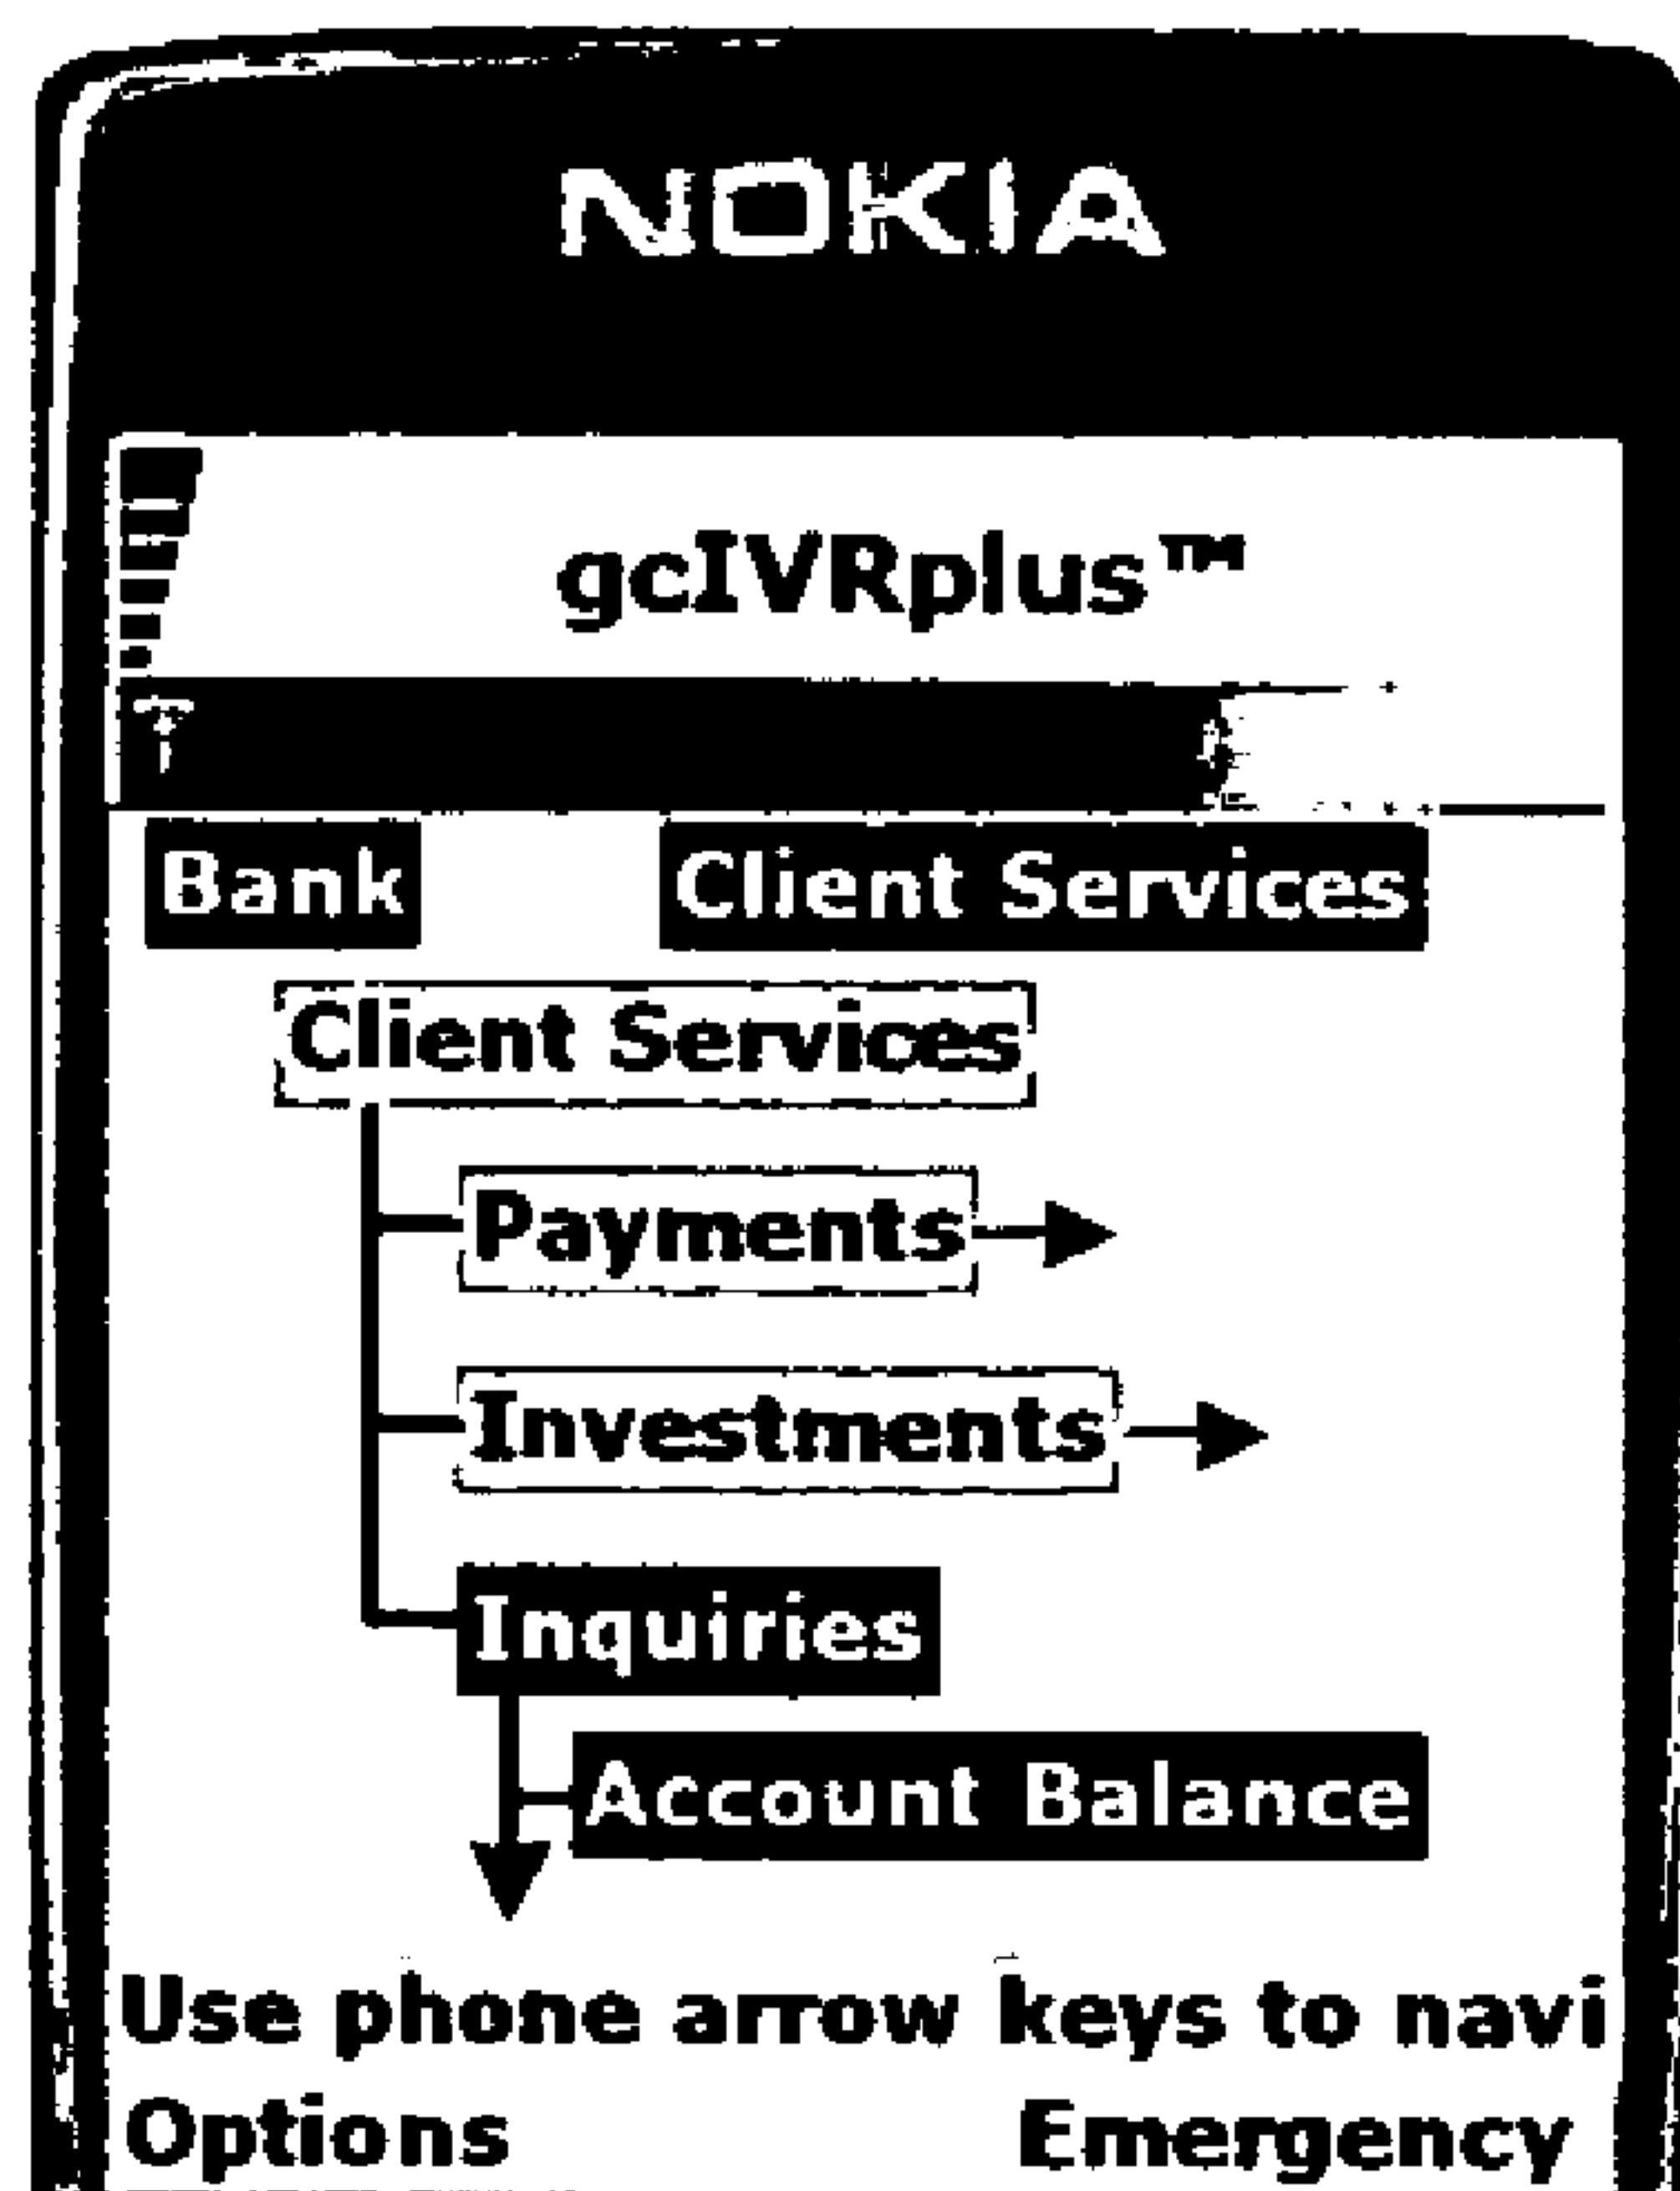 NOKIA
gcIVRplus™
Bank Client Services
Client Services
Payments
Investments
Inquiries
Account Balance
Use phone arrow keys to navi
Options Emergency